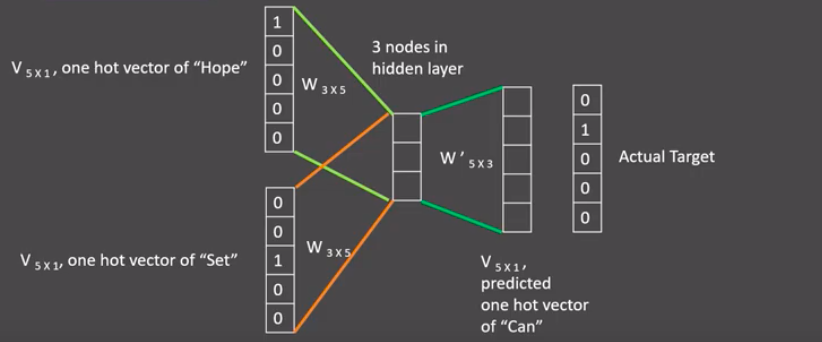 V 5 X 1, one hot vector of "Hope"
1
0
0
0
0
W 3 X 5
3 nodes in
hidden layer
W' 5 X 3
0
1
0
0
0
Actual Target
V 5 X 1, one hot vector of "Set"
0
0
1
0
0
W 3 X 5
V 5 X 1,
predicted
one hot vector
of "Can"